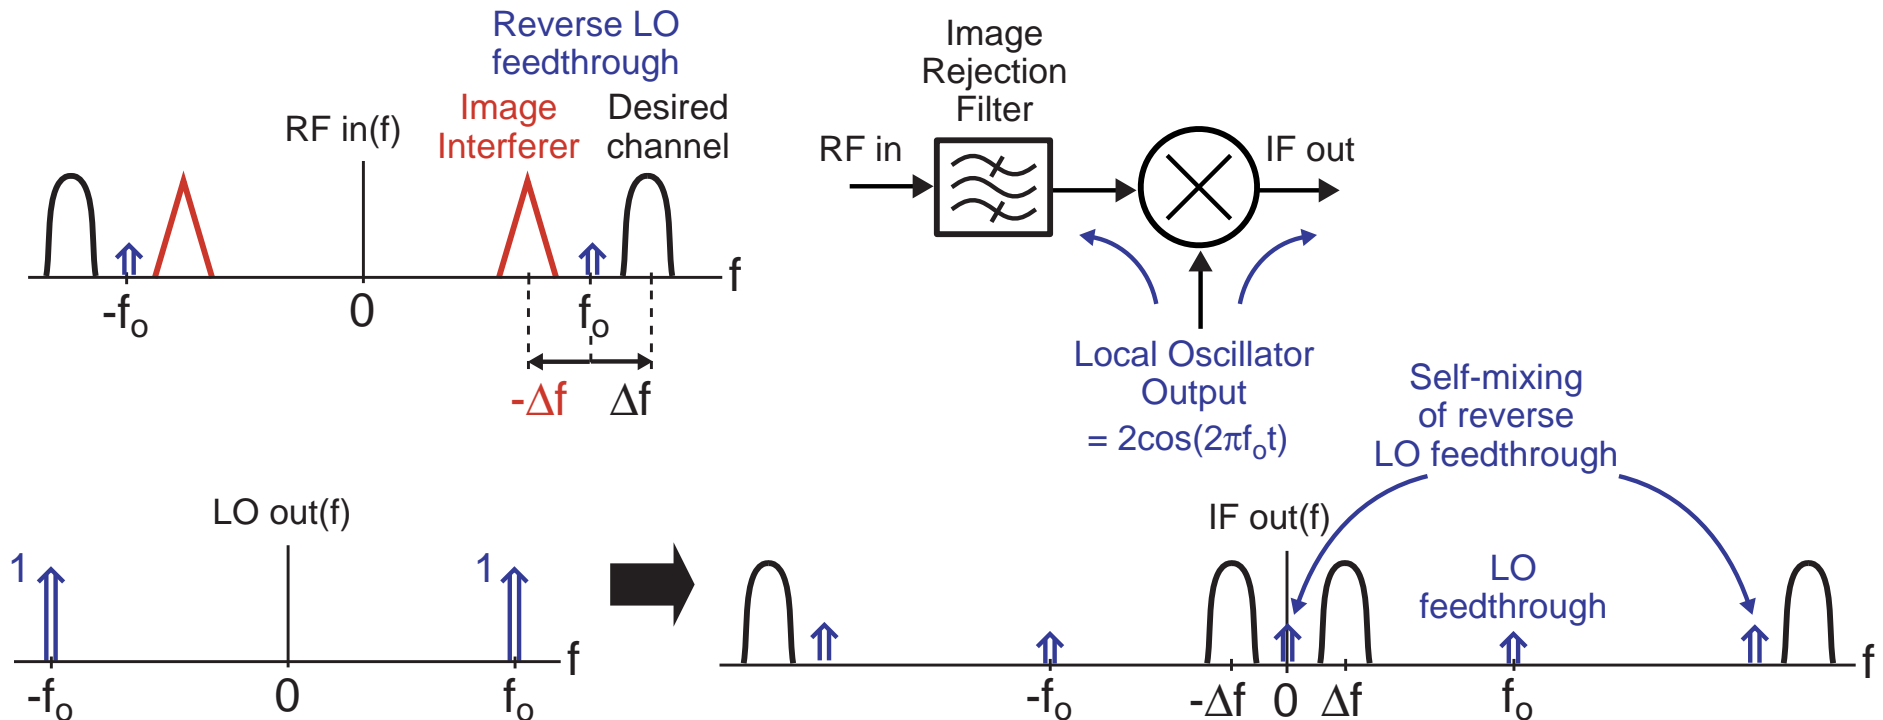 Reverse LO
feedthrough
Image
Interferer
Desired
channel
RF in(f)
f
-fo
0
fo
-Δf
Δf
Image
Rejection
Filter
RF in
IF out
Local Oscillator
Output
= 2cos(2πfot)
Self-mixing
of reverse
LO feedthrough
LO out(f)
1
1
f
-fo
0
fo
IF out(f)
LO
feedthrough
f
-fo
-Δf
0
Δf
fo